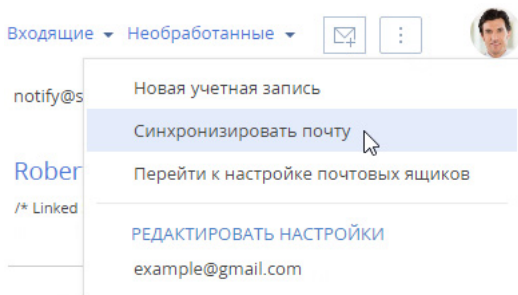 Входящие Необработанные
Новая учетная запись
notify@s
Синхронизировать почту
Rober
Перейти к настройке почтовых ящиков
/* Linked
РЕДАКТИРОВАТЬ НАСТРОЙКИ
example@gmail.com